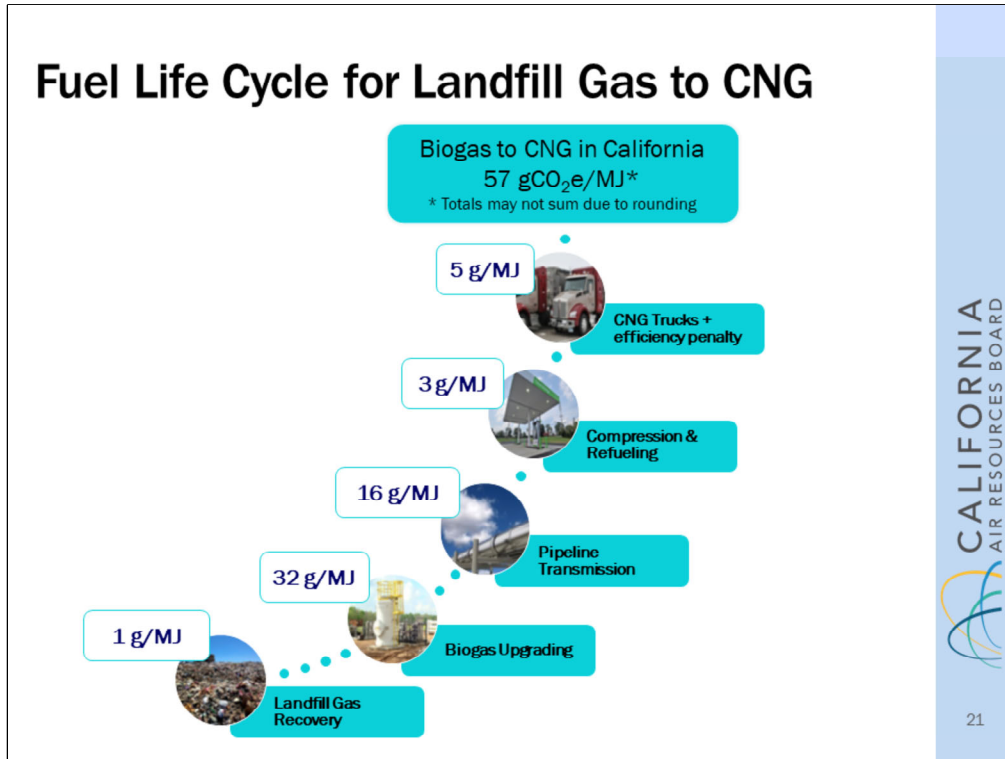 Fuel Life Cycle for Landfill Gas to CNG
Biogas to CNG in California
57 gCO₂e/MJ*
* Totals may not sum due to rounding
5 g/MJ
CNG Trucks +
efficiency penalty
3 g/MJ
Compression &
Refueling
16 g/MJ
Pipeline
Transmission
32 g/MJ
Biogas Upgrading
1 g/MJ
Landfill Gas
Recovery
CALIFORNIA
AIR RESOURCES BOARD
21